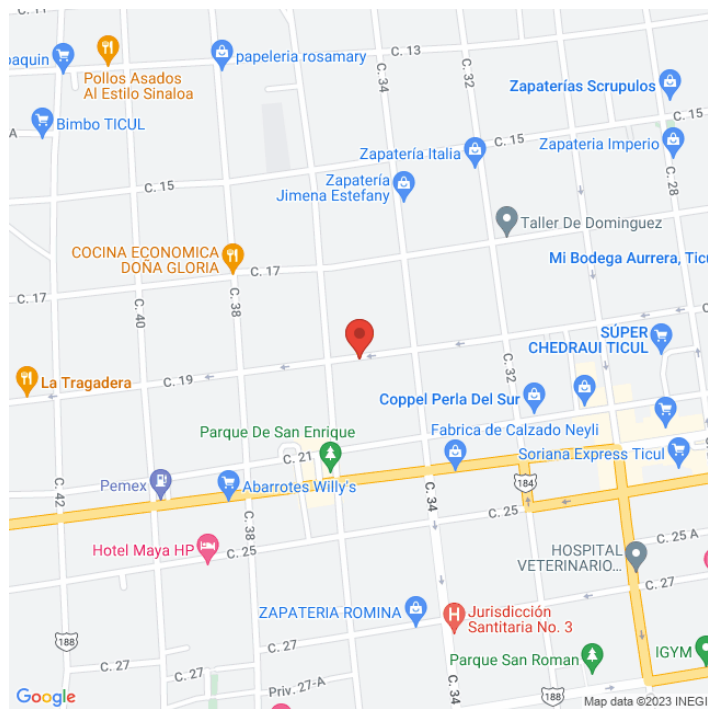 C. 13
C. 34
C. 32
oaquin
papeleria rosamary
Pollos Asados
Al Estilo Sinaloa
Zapaterías Scrupulos
Bimbo TICUL
A
C. 15
Zapatería Italia
Zapateria Imperio
C. 15
Zapatería
Jimena Estefany
C. 28
Taller De Dominguez
COCINA ECONOMICA
DOÑA GLORIA
C. 17
Mi Bodega Aurrera, Ticu
C. 17
C. 40
C. 38
SÚPER
CHEDRAUI TICUL
C. 19
La Tragadera
C. 32
Coppel Perla Del Sur
Parque De San Enrique
Fabrica de Calzado Neyli
C. 21
Soriana Express Ticul
Pemex
Abarrotes Willy's
184
C. 42
C. 38
C. 34
C. 25
C. 25 A
Hotel Maya HP
C. 25
HOSPITAL
VETERINARIO...
C. 27
ZAPATERIA ROMINA
Jurisdicción
Santitaria No. 3
188
C. 27
IGYM
Parque San Roman
C. 27
Priv. 27-A
C. 34
188
Google
Map data ©2023 INEGI